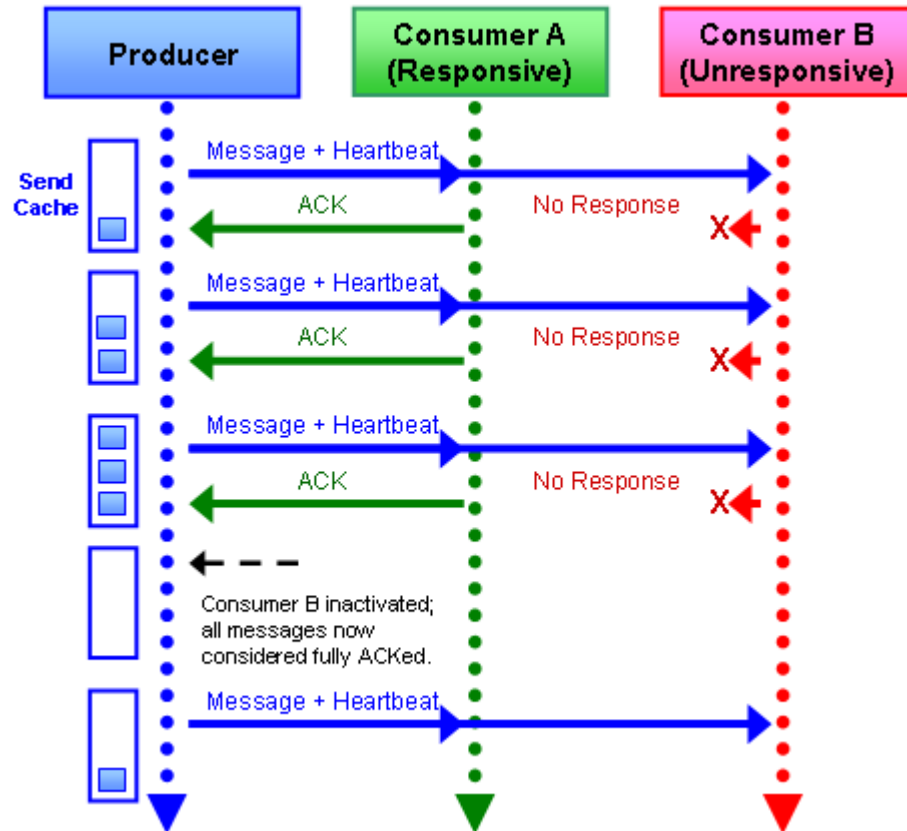 Producer
Consumer A
(Responsive)
Consumer B
(Unresponsive)
Send
Cache
Message + Heartbeat
ACK
No Response
X
Message + Heartbeat
ACK
No Response
X
Message + Heartbeat
ACK
No Response
X
Consumer B inactivated;
all messages now
considered fully ACKed.
Message + Heartbeat